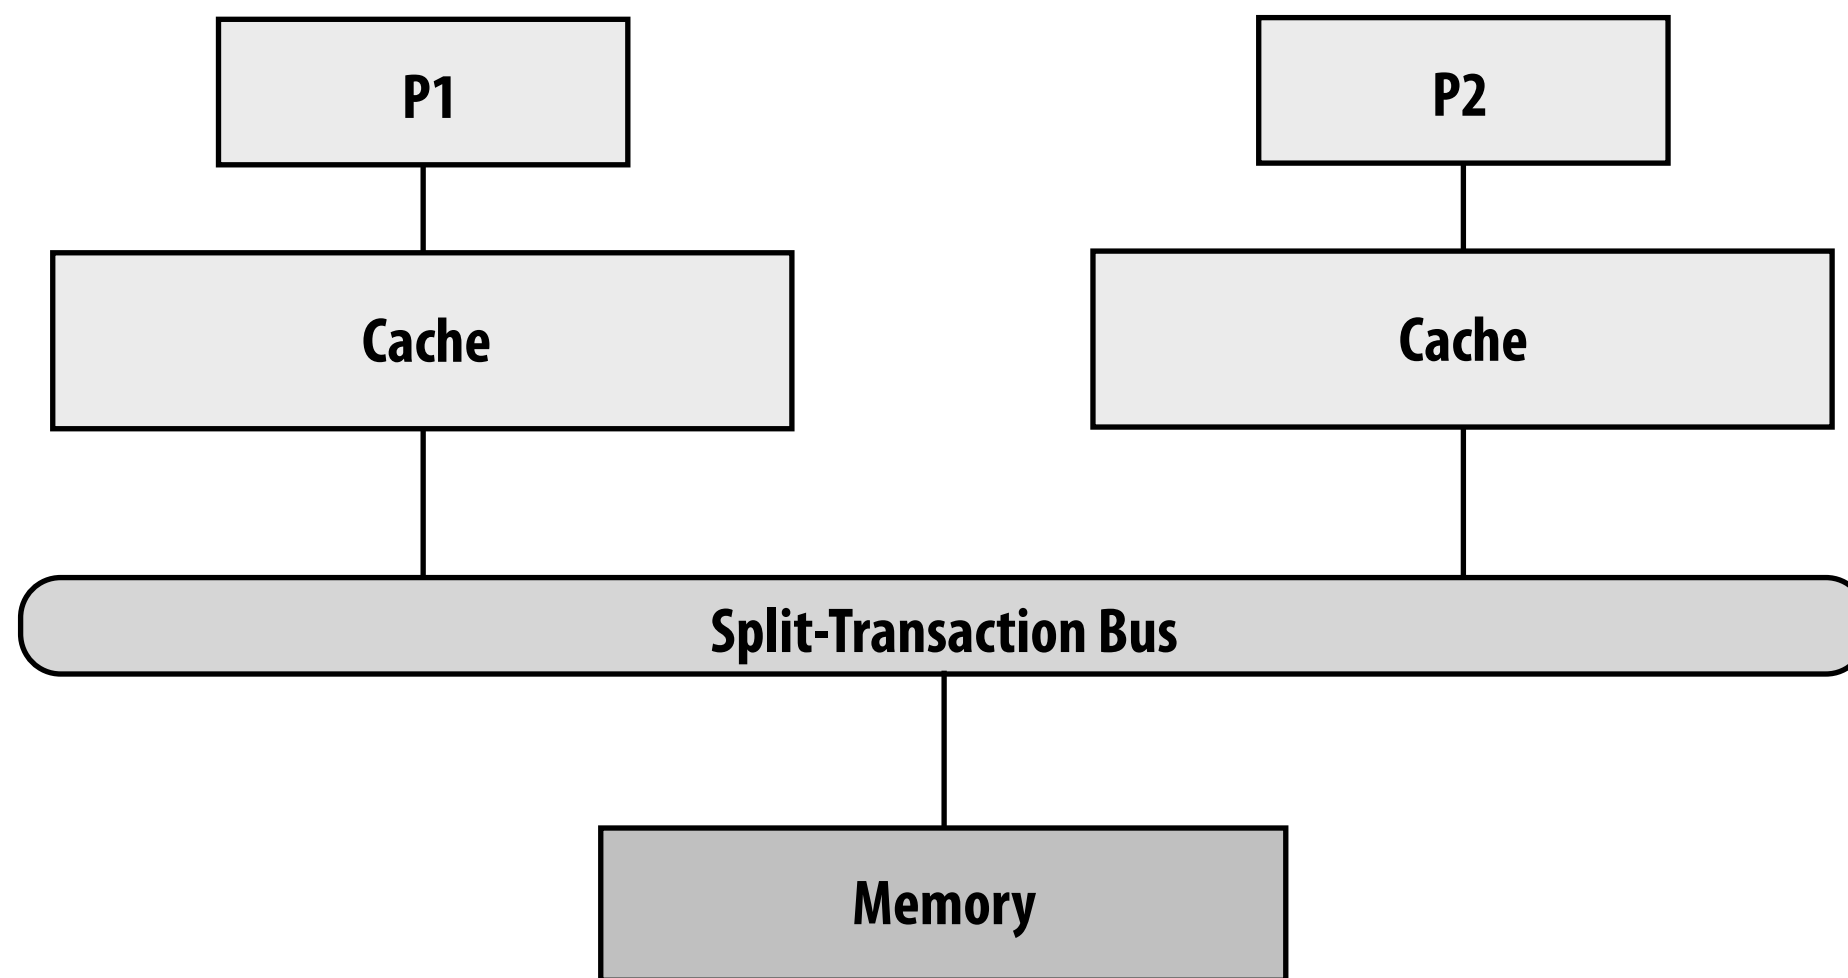 P1
P2
Cache
Cache
Split-Transaction Bus
Memory